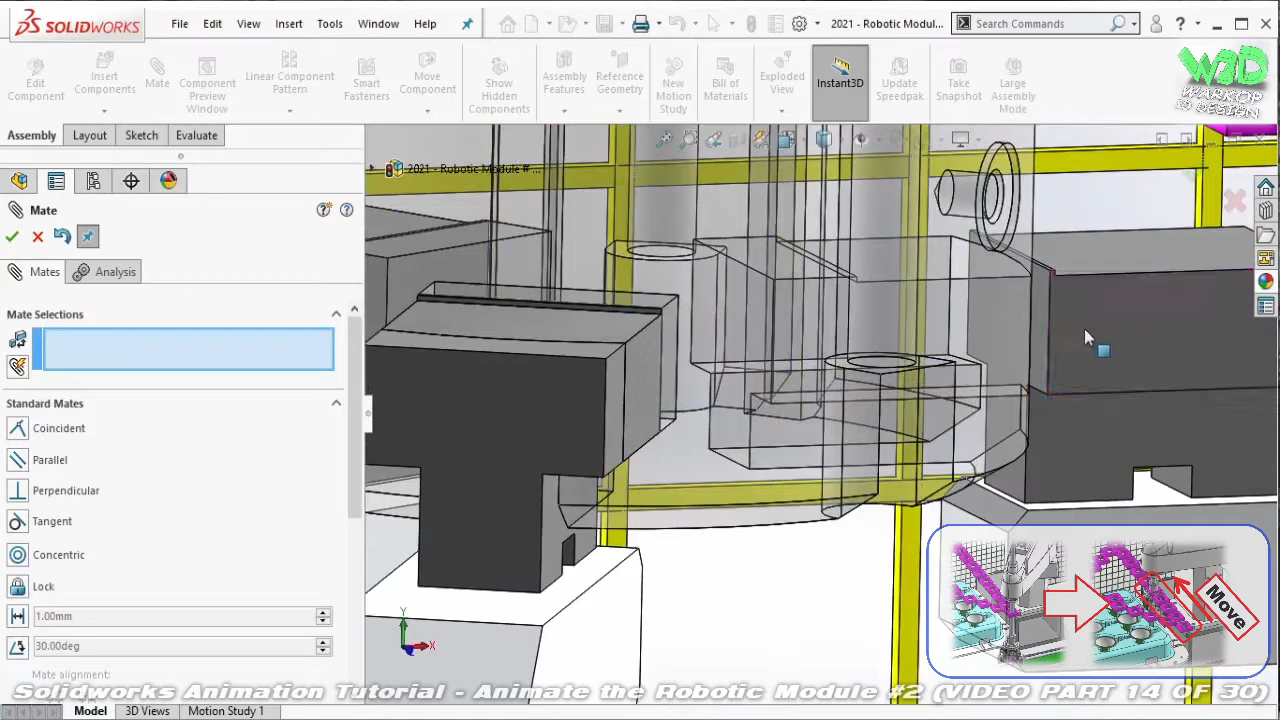 SOLIDWORKS
File Edit View Insert Tools Window Help
2021 - Robotic Modul...
Search Commands
Edit Component
Insert Components
Mate
Component Preview Window
Linear Component Pattern
Smart Fasteners
Move Component
Show Hidden Components
Assembly Features
Reference Geometry
New Motion Study
Bill of Materials
Exploded View
Instant3D
Update Speedpak
Take Snapshot
Large Assembly Mode
W3D
WARKOP 3D DESIGN
Assembly Layout Sketch Evaluate
2021 - Robotic Module # ...
Mate
Mates Analysis
Mate Selections
Standard Mates
Coincident
Parallel
Perpendicular
Tangent
Concentric
Lock
1.00mm
30.00deg
Mate alignment:
Y
X
Move
Solidworks Animation Tutorial - Animate the Robotic Module #2 (VIDEO PART 14 OF 30)
Model 3D Views Motion Study 1